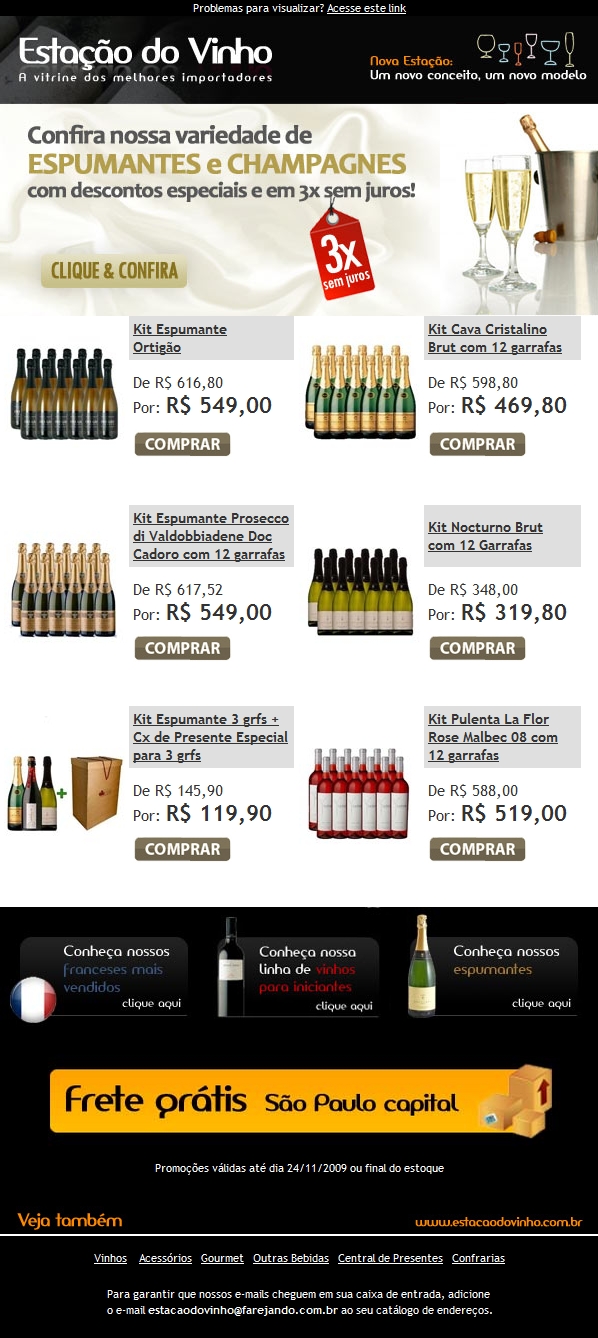 Problemas para visualizar? Acesse este link
Estação do Vinho
A vitrine dos melhores importadores
Nova Estação:
Um novo conceito, um novo modelo
Confira nossa variedade de
ESPUMANTES e CHAMPAGNES
com descontos especiais e em 3x sem juros!
3x
sem juros
CLIQUE & CONFIRA
Kit Espumante
Ortigão
De R$ 616,80
Por: R$ 549,00
COMPRAR
Kit Cava Cristalino
Brut com 12 garrafas
De R$ 598,80
Por: R$ 469,80
COMPRAR
Kit Espumante Prosecco
di Valdobbiadene Doc
Cadoro com 12 garrafas
De R$ 617,52
Por: R$ 549,00
COMPRAR
Kit Nocturno Brut
com 12 Garrafas
De R$ 348,00
Por: R$ 319,80
COMPRAR
Kit Espumante 3 grfs +
Cx de Presente Especial
para 3 grfs
De R$ 145,90
Por: R$ 119,90
COMPRAR
Kit Pulenta La Flor
Rose Malbec 08 com
12 garrafas
De R$ 588,00
Por: R$ 519,00
COMPRAR
Conheça nossos
franceses mais
vendidos
clique aqui
Conheça nossa
linha de vinhos
para iniciantes
clique aqui
Conheça nossos
espumantes
clique aqui
Frete grátis São Paulo capital
Promoções válidas até dia 24/11/2009 ou final do estoque
Veja também
www.estacaodovinho.com.br
Vinhos Acessórios Gourmet Outras Bebidas Central de Presentes Confrarias
Para garantir que nossos e-mails cheguem em sua caixa de entrada, adicione
o e-mail estacaodovinho@farejando.com.br ao seu catálogo de endereços.